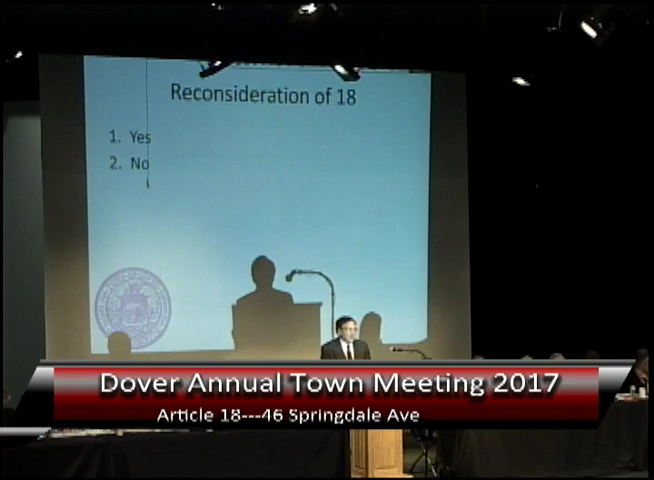 Reconsideration of 18
1. Yes
2. No
Dover Annual Town Meeting 2017
Article 18---46 Springdale Ave